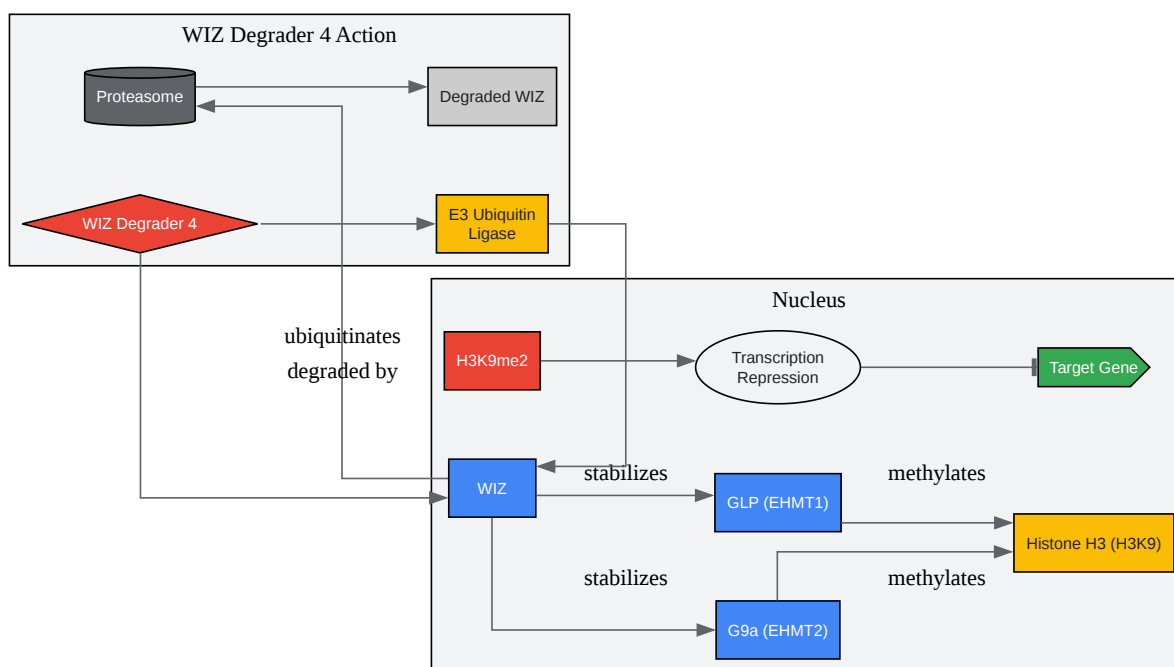 WIZ Degrader 4 Action
Proteasome
Degraded WIZ
WIZ Degrader 4
E3 Ubiquitin
Ligase
Nucleus
ubiquitinates
degraded by
H3K9me2
Transcription
Repression
Target Gene
WIZ
stabilizes
GLP (EHMT1)
methylates
Histone H3 (H3K9)
stabilizes
methylates
G9a (EHMT2)